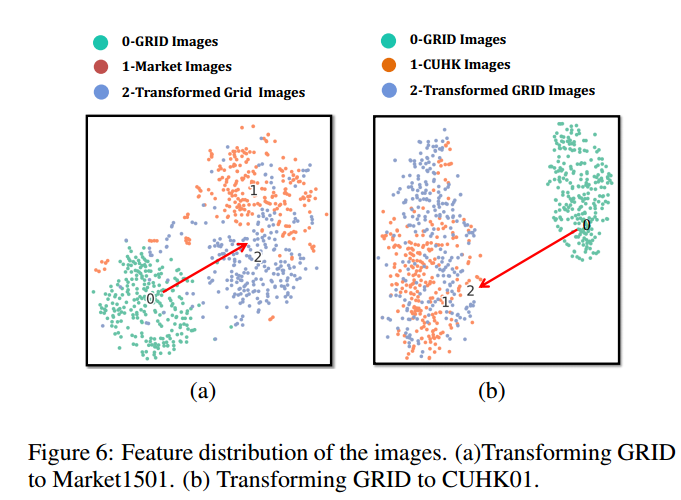 0-GRID Images
1-Market Images
2-Transformed Grid Images
0-GRID Images
1-CUHK Images
2-Transformed GRID Images
1
2
0
0
2
1
(a)
(b)
Figure 6: Feature distribution of the images. (a)Transforming GRID
to Market1501. (b) Transforming GRID to CUHK01.